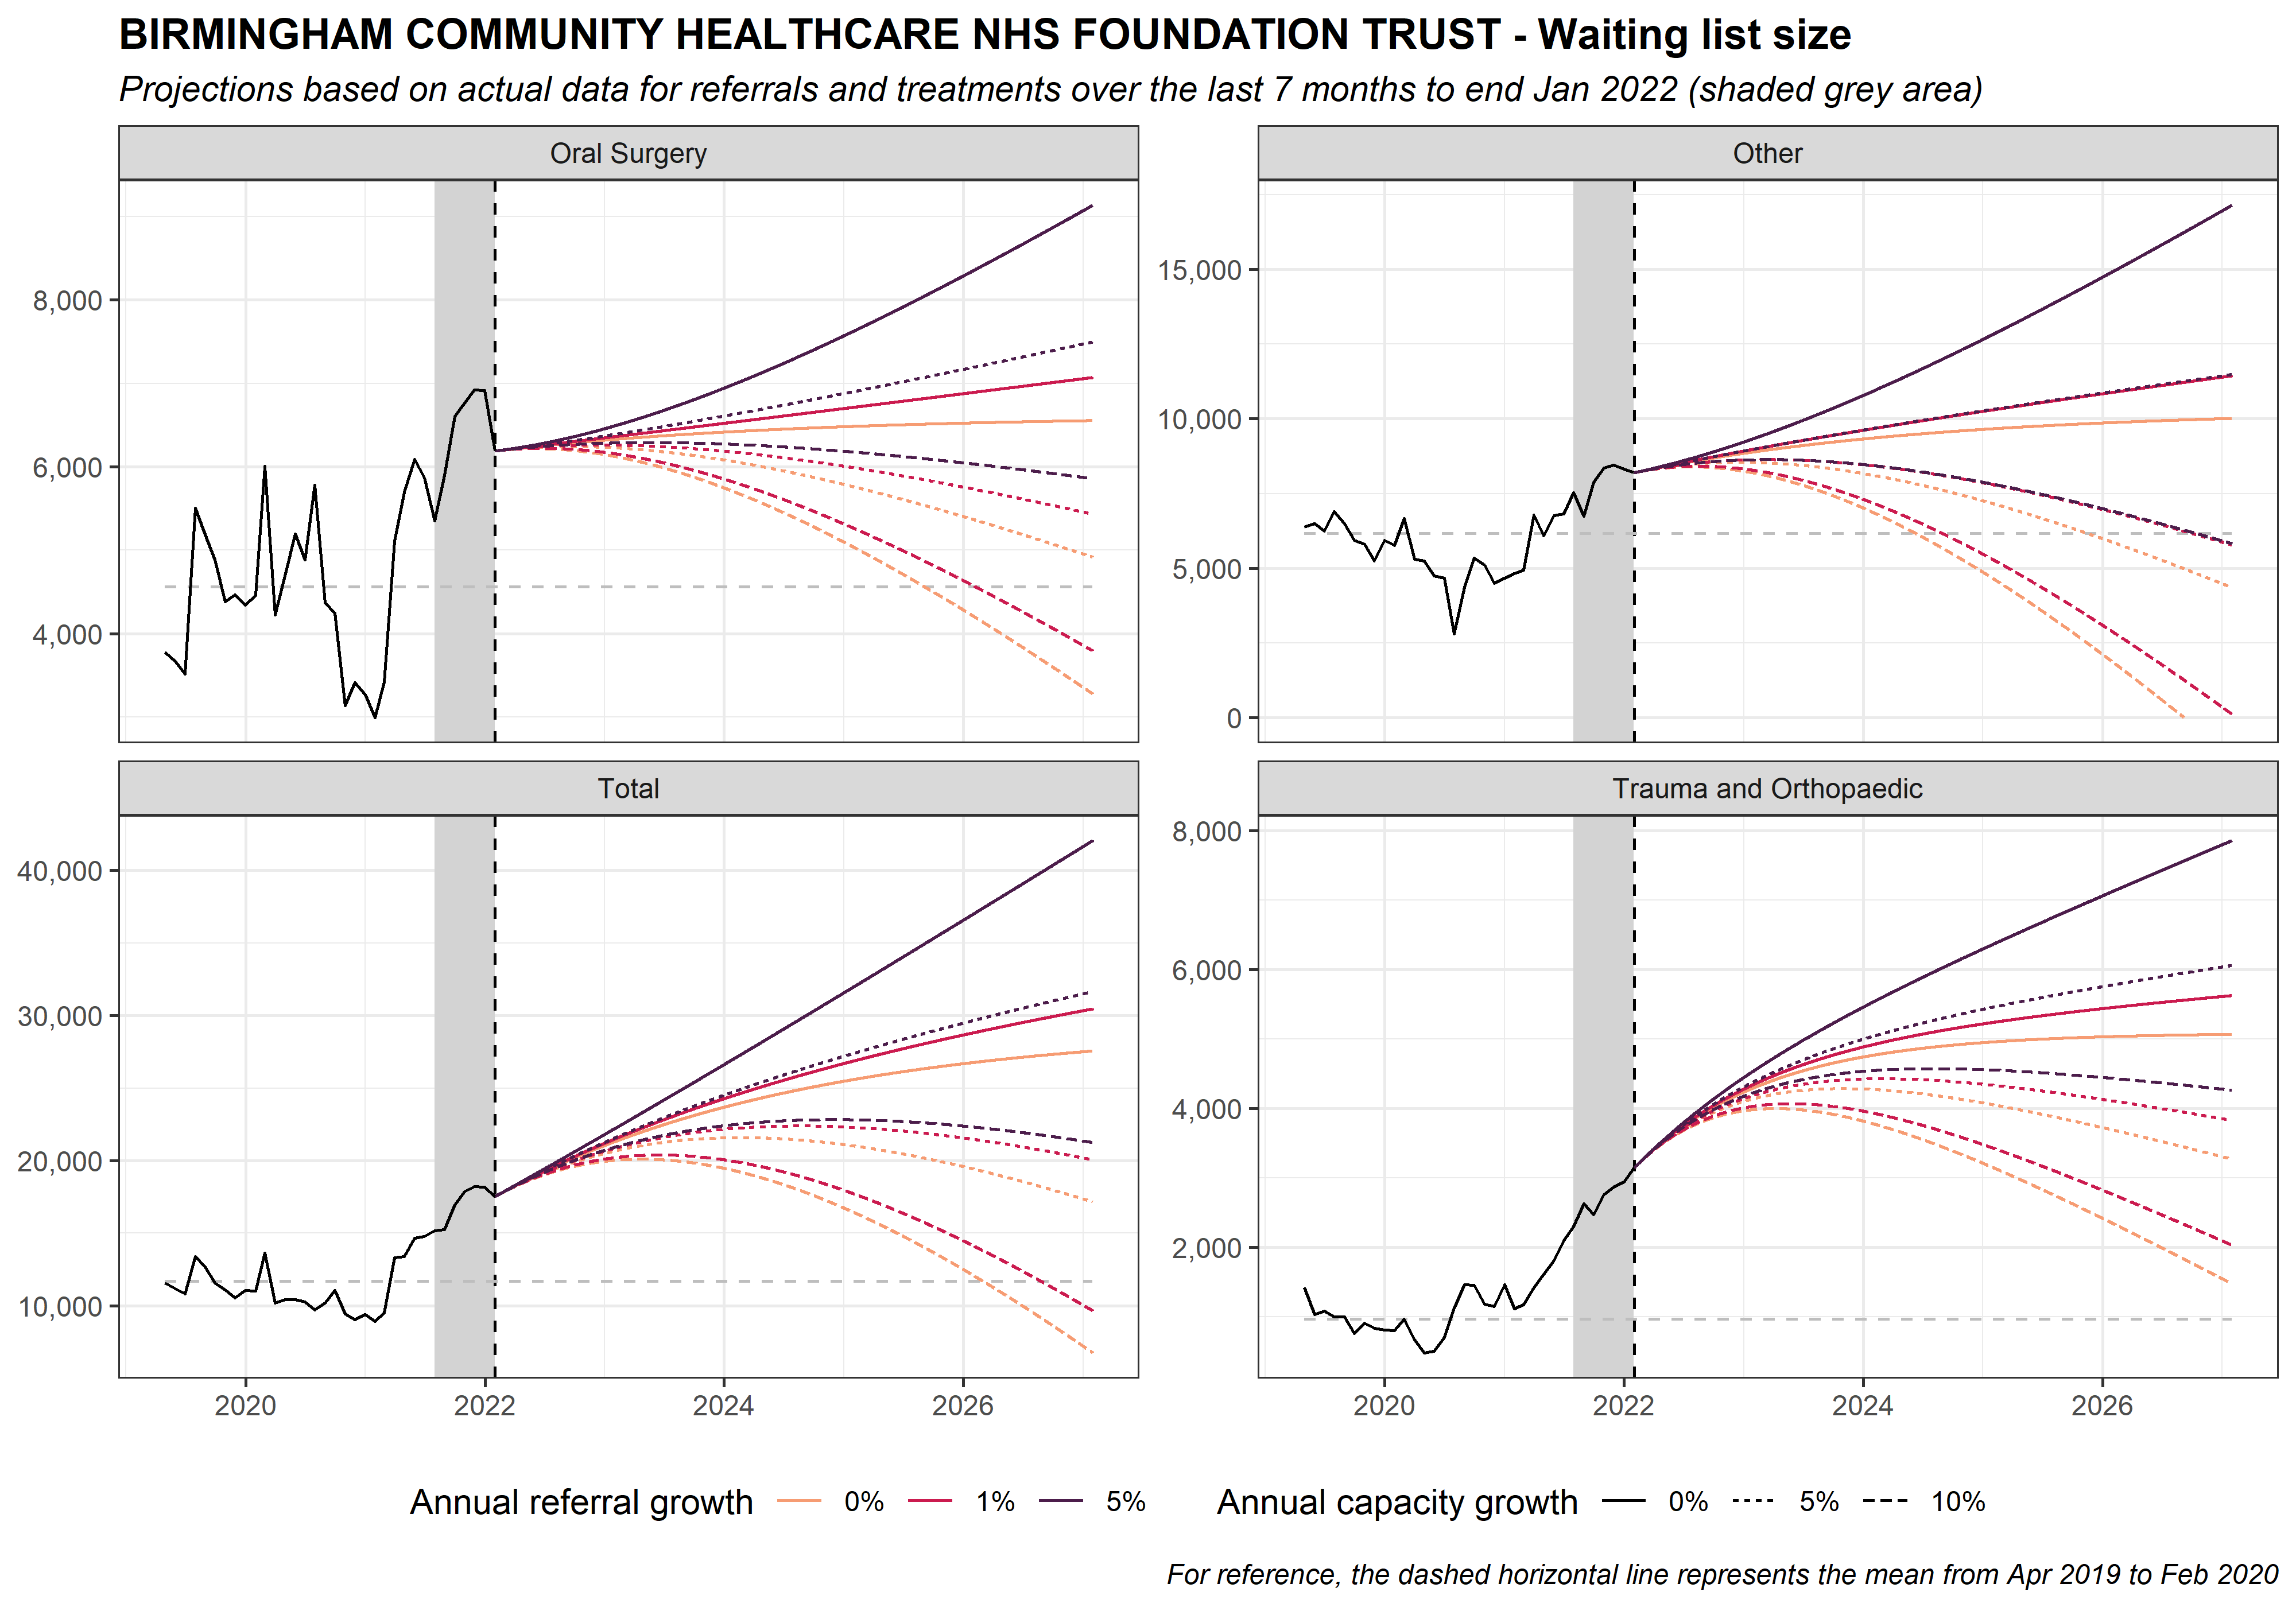 BIRMINGHAM COMMUNITY HEALTHCARE NHS FOUNDATION TRUST - Waiting list size
Projections based on actual data for referrals and treatments over the last 7 months to end Jan 2022 (shaded grey area)
Oral Surgery
8,000
6,000
4,000
Other
15,000
10,000
5,000
0
Total
40,000
30,000
20,000
10,000
2020 2022 2024 2026
Trauma and Orthopaedic
8,000
6,000
4,000
2,000
2020 2022 2024 2026
Annual referral growth 0% 1% 5%
Annual capacity growth 0% 5% 10%
For reference, the dashed horizontal line represents the mean from Apr 2019 to Feb 2020